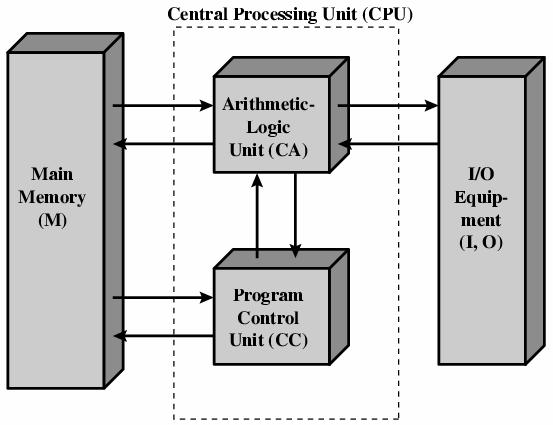 Central Processing Unit (CPU)
Main
Memory
(M)
Arithmetic-
Logic
Unit (CA)
Program
Control
Unit (CC)
I/O
Equip-
ment
(I, O)